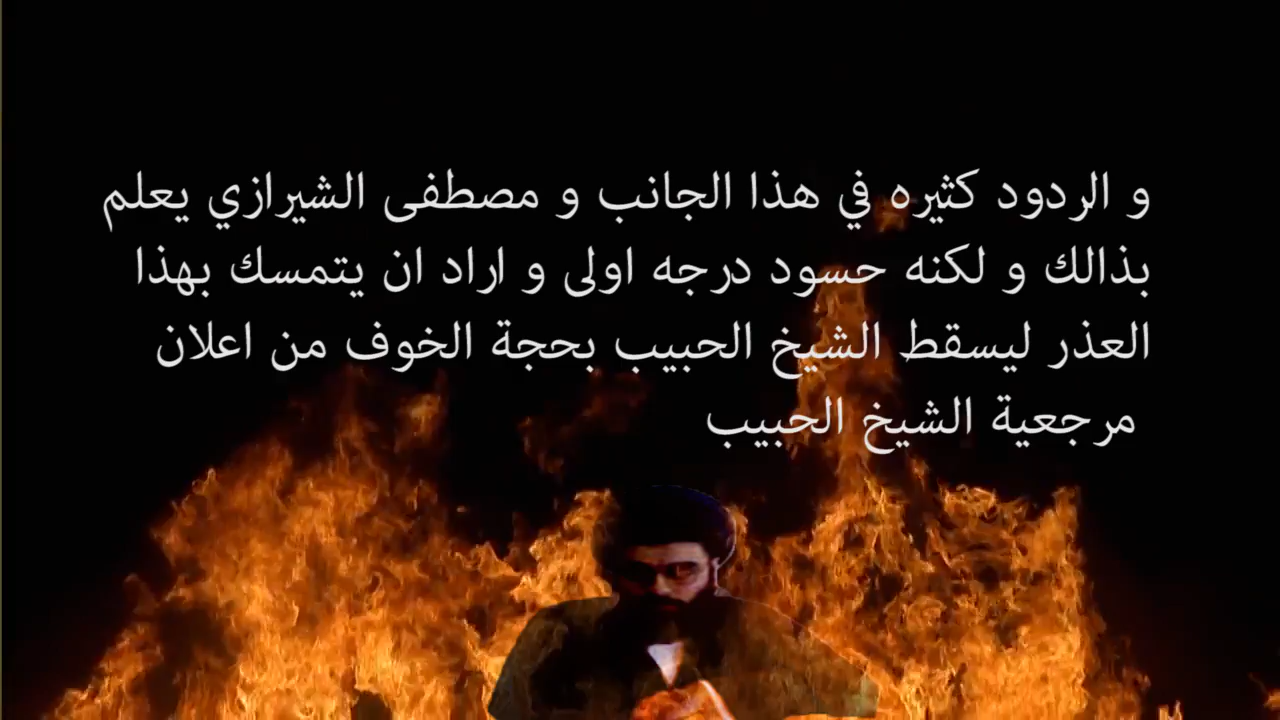 و الردود كثيره في هذا الجانب و مصطفى الشيرازي يعلم
بذالك و لكنه حسود درجه اولى و اراد ان يتمسك بهذا
العذر ليسقط الشيخ الحبيب بحجة الخوف من اعلان
مرجعية الشيخ الحبيب